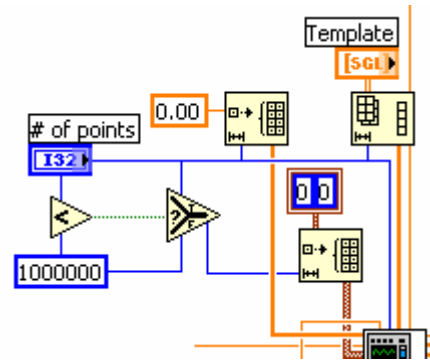 Template
[SGL]
0.00
# of points
I32
<
?
T
F
0 0
1000000